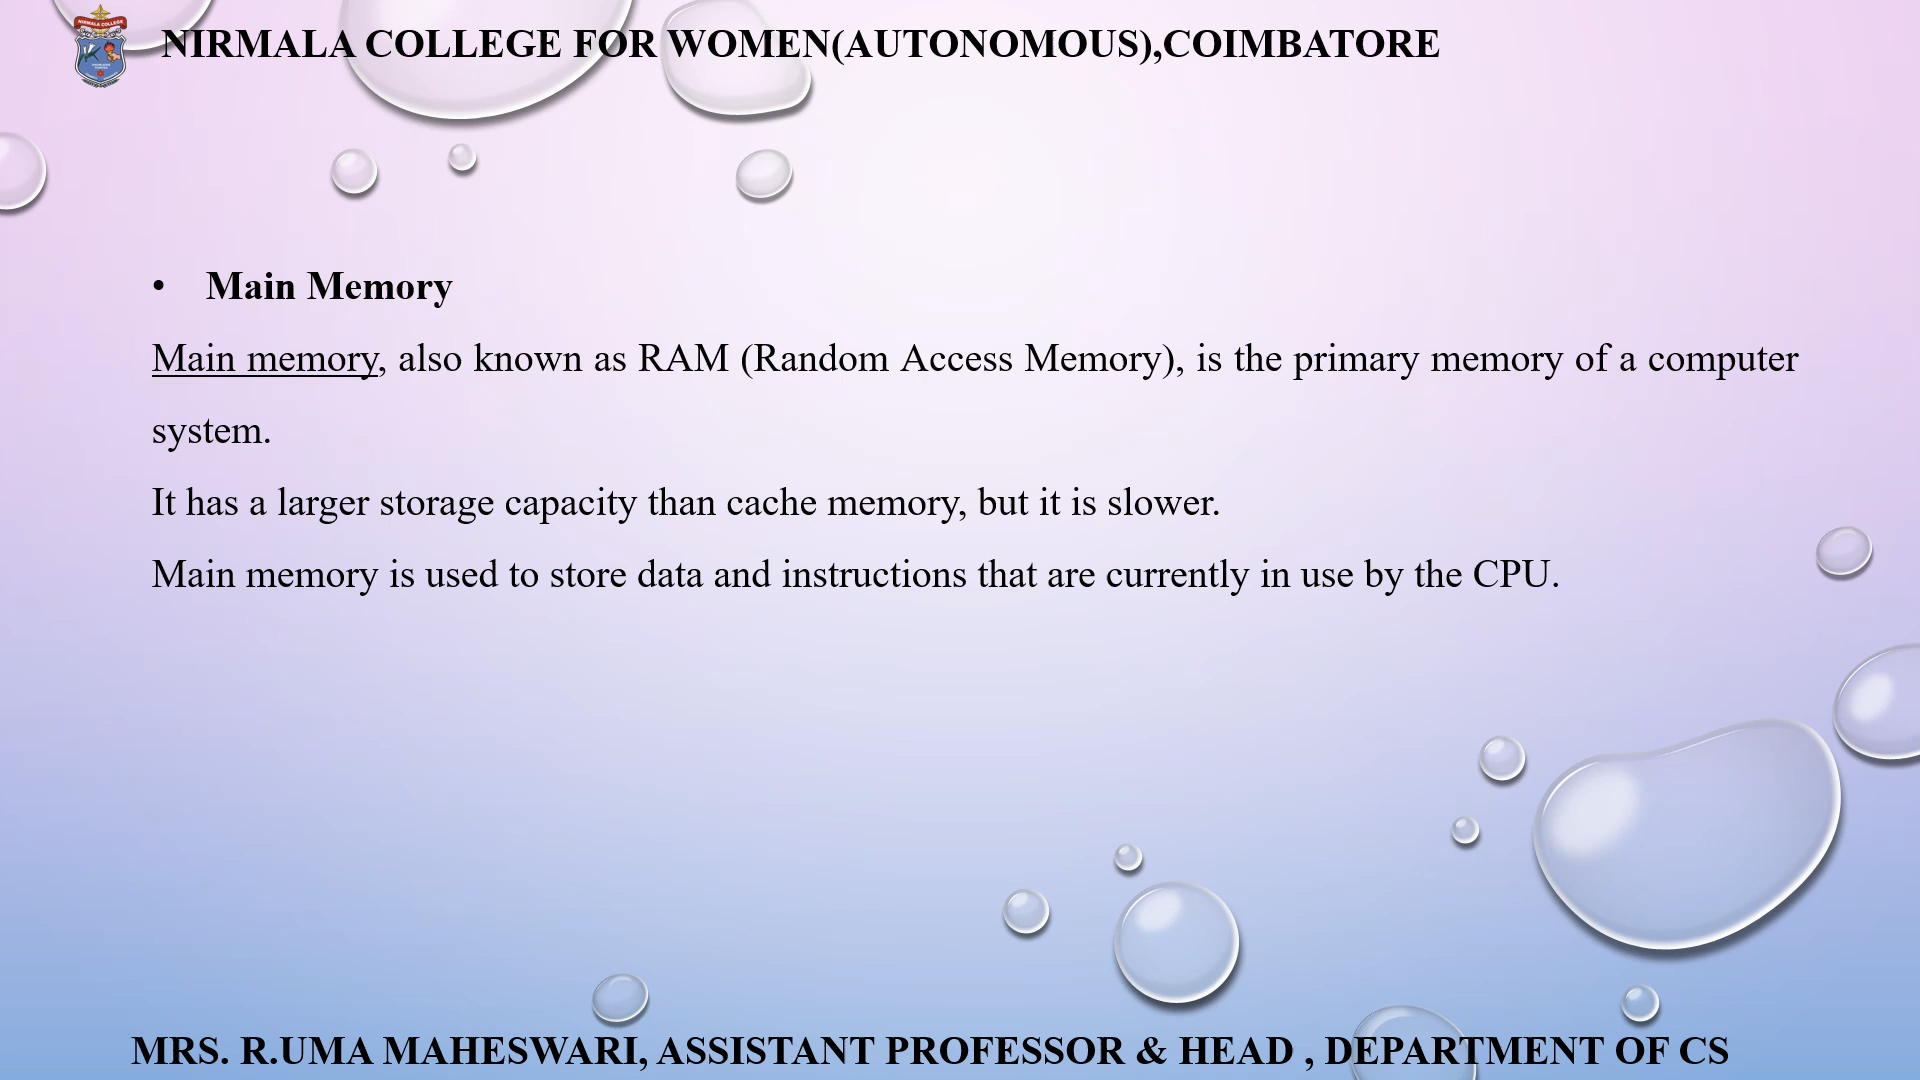 NIRMALA COLLEGE
NIRMALA COLLEGE FOR WOMEN(AUTONOMOUS),COIMBATORE
• Main Memory
Main memory, also known as RAM (Random Access Memory), is the primary memory of a computer
system.
It has a larger storage capacity than cache memory, but it is slower.
Main memory is used to store data and instructions that are currently in use by the CPU.
MRS. R.UMA MAHESWARI, ASSISTANT PROFESSOR & HEAD , DEPARTMENT OF CS